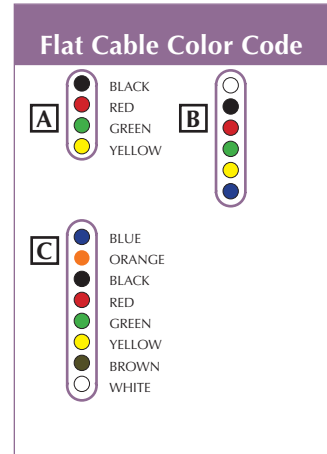 Flat Cable Color Code
A
BLACK
RED
GREEN
YELLOW
B
C
BLUE
ORANGE
BLACK
RED
GREEN
YELLOW
BROWN
WHITE